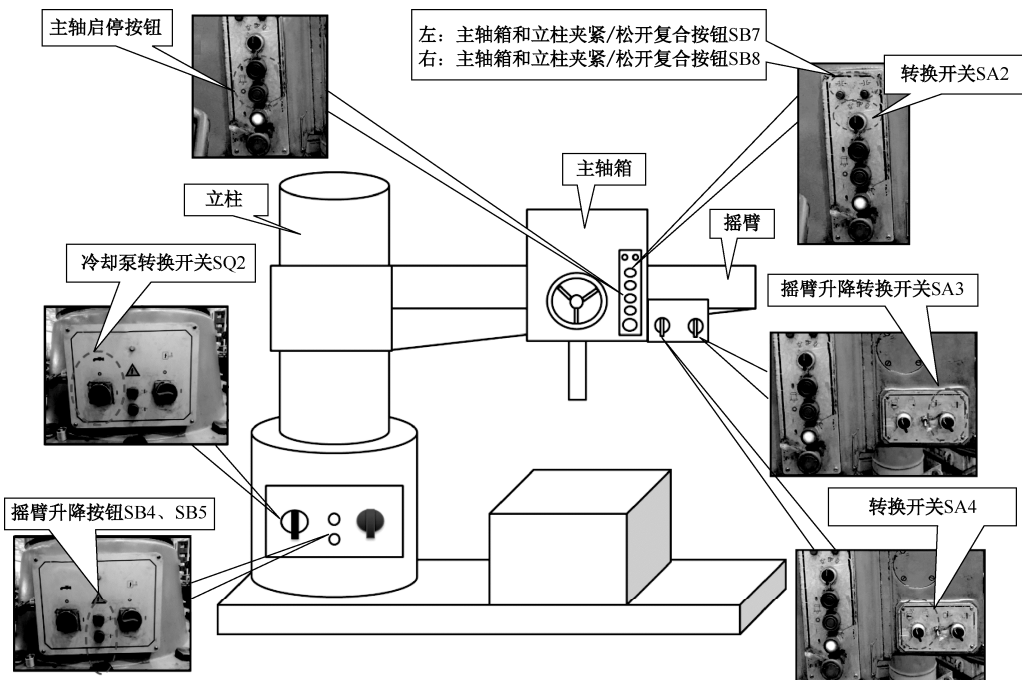 主轴启停按钮
左：主轴箱和立柱夹紧/松开复合按钮SB7
右：主轴箱和立柱夹紧/松开复合按钮SB8
转换开关SA2
主轴箱
立柱
摇臂
冷却泵转换开关SQ2
摇臂升降转换开关SA3
摇臂升降按钮SB4、SB5
转换开关SA4